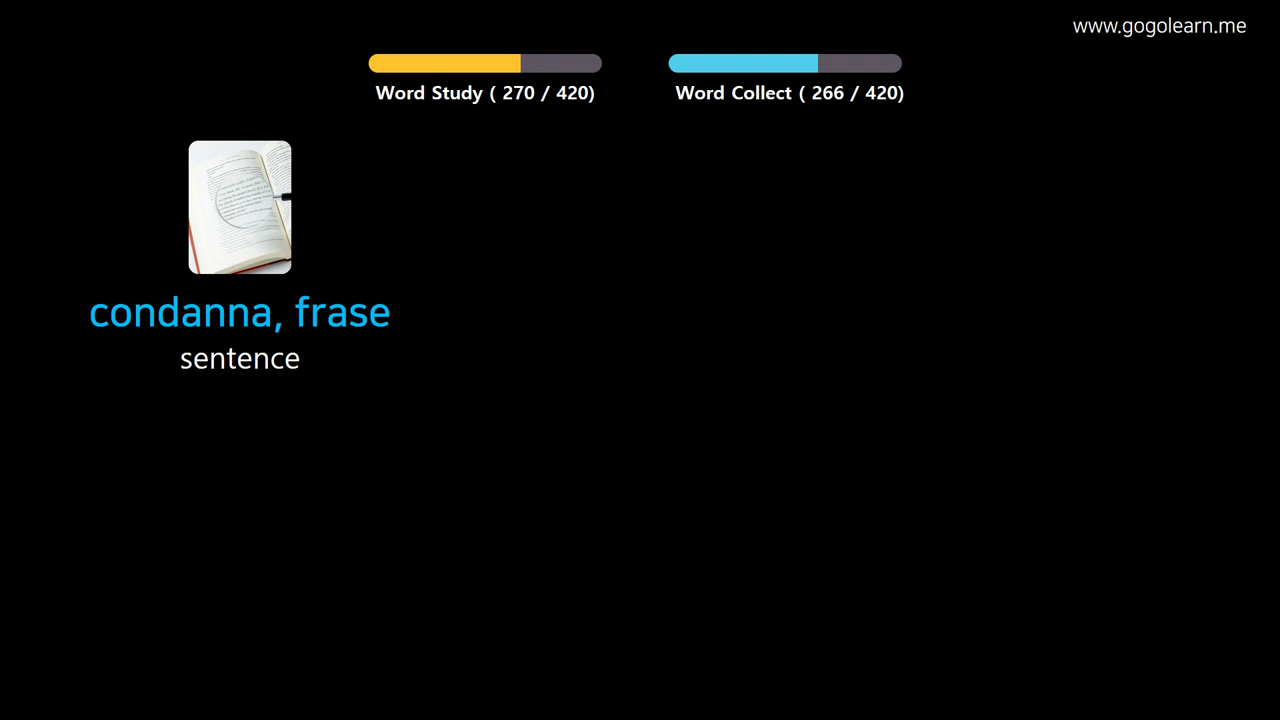 www.gogolearn.me
Word Study ( 270 / 420)
Word Collect ( 266 / 420)
condanna, frase
sentence